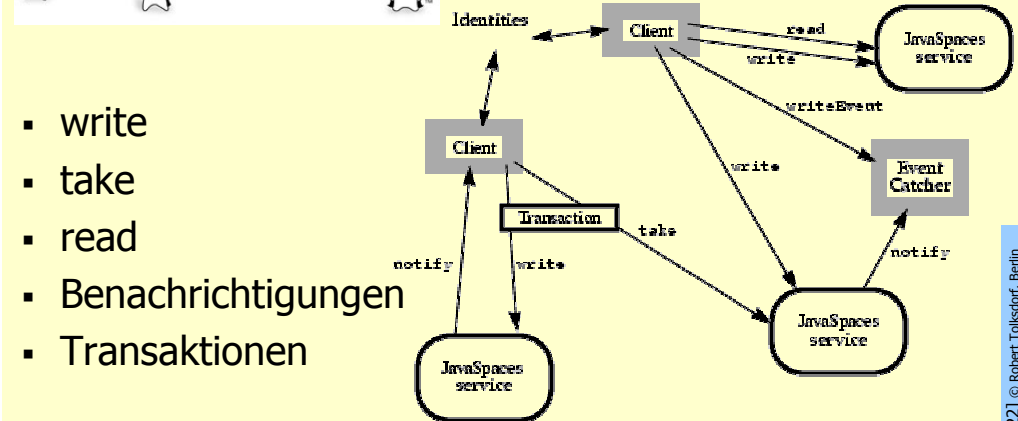 Identities
Client
read
write
JavaSpaces
service
▪ write
▪ take
▪ read
▪ Benachrichtigungen
▪ Transaktionen
Client
writeEvent
write
Event
Catcher
Transaction
take
notify
write
notify
JavaSpaces
service
JavaSpaces
service
© Robert Tolksdorf, Berlin